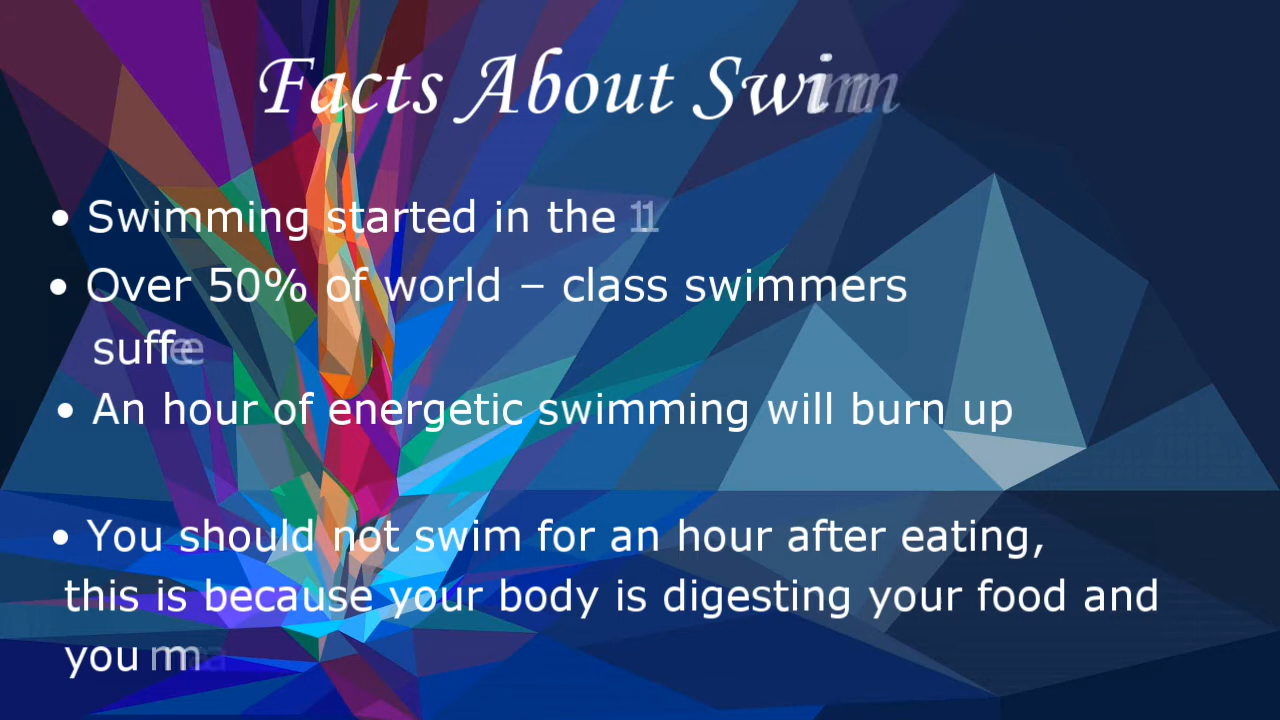 Facts About Swim
• Swimming started in the
• Over 50% of world – class swimmers
suffe
• An hour of energetic swimming will burn up
• You should not swim for an hour after eating,
this is because your body is digesting your food and
you